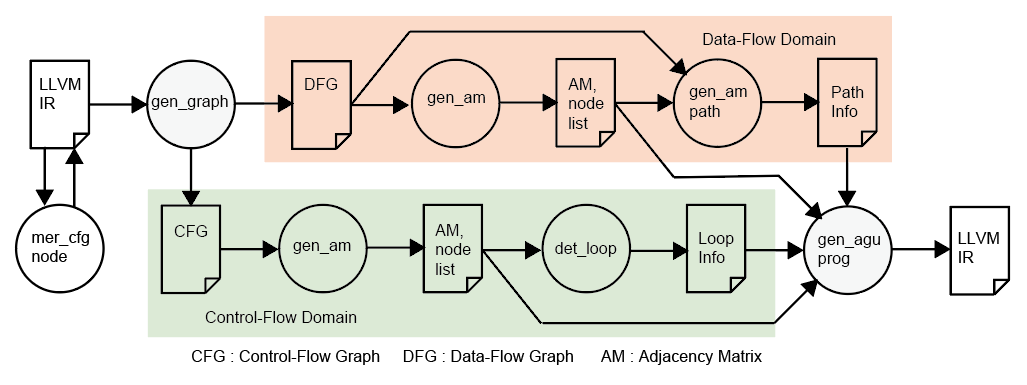 Data-Flow Domain
LLVM
IR
gen_graph
DFG
gen_am
AM,
node
list
gen_am
path
Path
Info
mer_cfg
node
CFG
gen_am
AM,
node
list
det_loop
Loop
Info
gen_agu
prog
LLVM
IR
Control-Flow Domain
CFG : Control-Flow Graph DFG : Data-Flow Graph AM : Adjacency Matrix